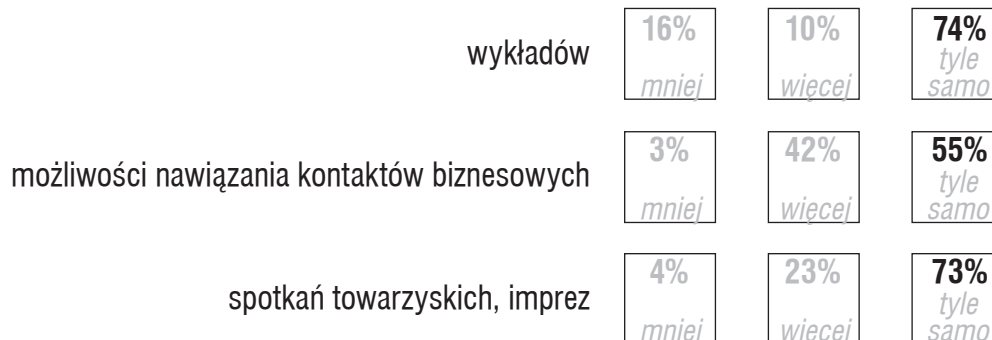 wykładów
16%
mniej
10%
więcej
74%
tyle
samo
możliwości nawiązania kontaktów biznesowych
3%
mniej
42%
więcej
55%
tyle
samo
spotkań towarzyskich, imprez
4%
mniej
23%
więcej
73%
tyle
samo